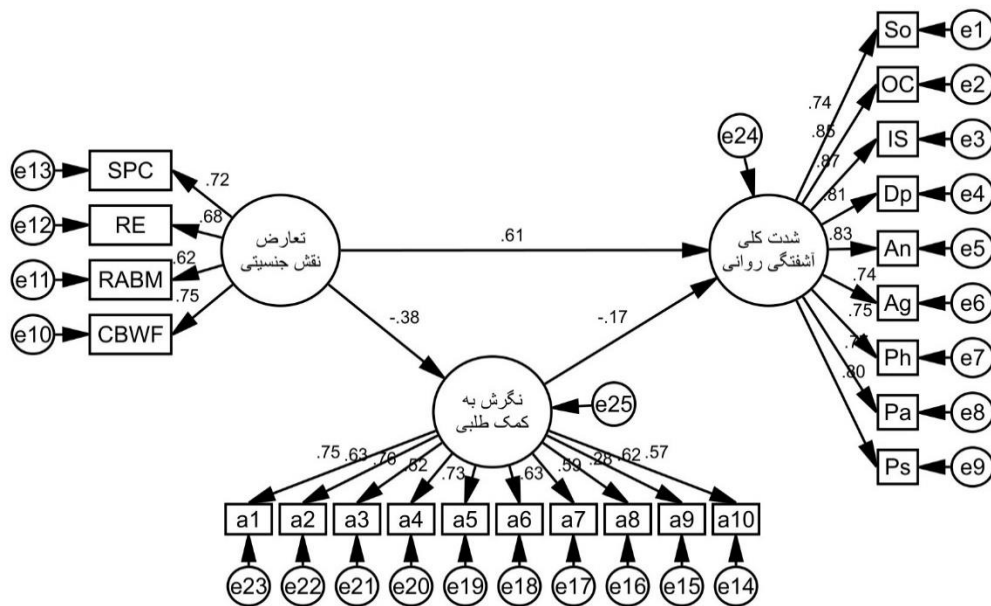 So
e1
OC
e2
IS
e3
Dp
e4
An
e5
Ag
e6
Ph
e7
Pa
e8
Ps
e9
.74
.85
.87
.81
.83
.74
.75
.80
e24
شدت کلی
آشفتگی روانی
e13
SPC
e12
RE
e11
RABM
e10
CBWF
.72
.68
.62
.75
تعارض
نقش جنسیتی
.61
-.38
-.17
نگرش به
کمک طلبی
e25
.75
.63
.76
.52
.73
.63
.59
.28
.62
.57
a1
a2
a3
a4
a5
a6
a7
a8
a9
a10
e23
e22
e21
e20
e19
e18
e17
e16
e15
e14